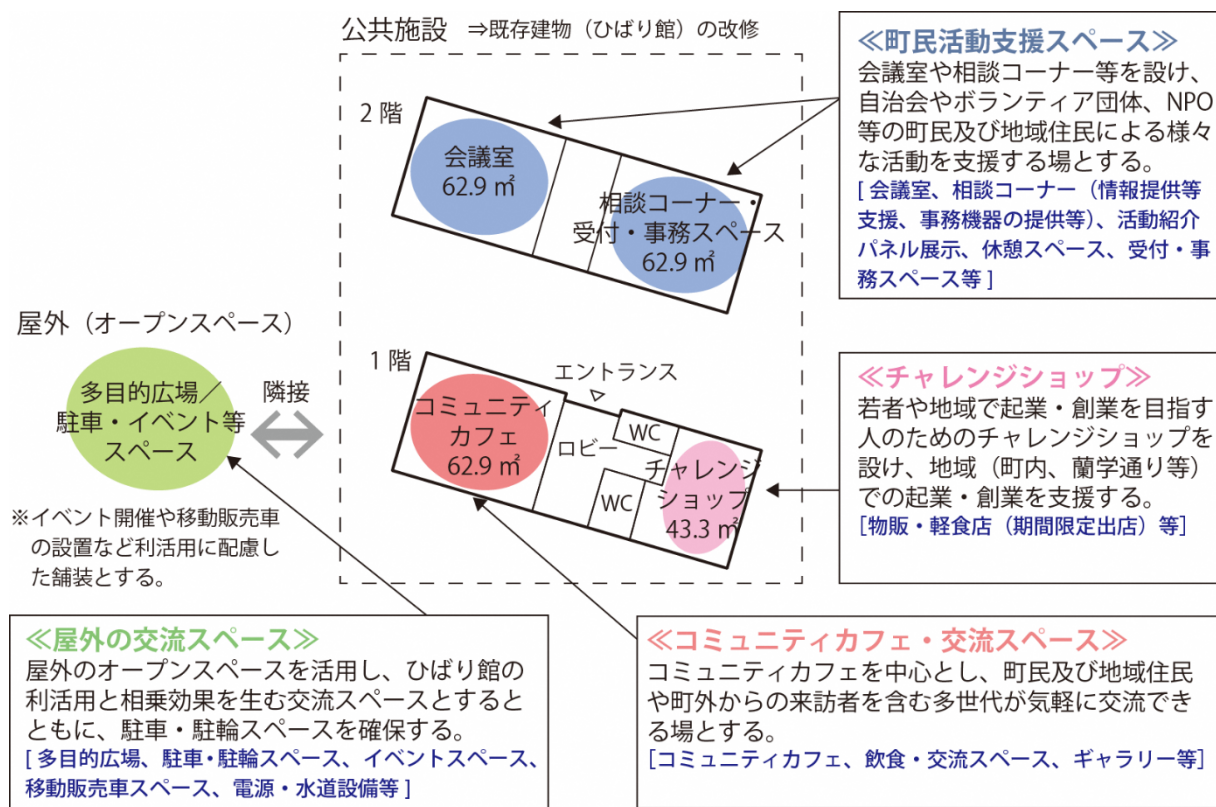 公共施設 ⇒既存建物（ひばり館）の改修
2 階
会議室
62.9 ㎡
相談コーナー・
受付・事務スペース
62.9 ㎡
≪町民活動支援スペース≫
会議室や相談コーナー等を設け、
自治会やボランティア団体、NPO
等の町民及び地域住民による様々
な活動を支援する場とする。
[ 会議室、相談コーナー（情報提供等
支援、事務機器の提供等）、活動紹介
パネル展示、休憩スペース、受付・事
務スペース等 ]
屋外（オープンスペース）
多目的広場／
駐車・イベント等
スペース
隣接
※イベント開催や移動販売車
の設置など利活用に配慮し
た舗装とする。
1 階
エントランス
コミュニティ
カフェ
62.9 ㎡
ロビー
WC
WC
チャレンジ
ショップ
43.3 ㎡
≪チャレンジショップ≫
若者や地域で起業・創業を目指す
人のためのチャレンジショップを
設け、地域（町内、蘭学通り等）
での起業・創業を支援する。
[物販・軽食店（期間限定出店）等]
≪屋外の交流スペース≫
屋外のオープンスペースを活用し、ひばり館の
利活用と相乗効果を生む交流スペースとすると
ともに、駐車・駐輪スペースを確保する。
[ 多目的広場、駐車・駐輪スペース、イベントスペース、
移動販売車スペース、電源・水道設備等 ]
≪コミュニティカフェ・交流スペース≫
コミュニティカフェを中心とし、町民及び地域住民
や町外からの来訪者を含む多世代が気軽に交流でき
る場とする。
[コミュニティカフェ、飲食・交流スペース、ギャラリー等]